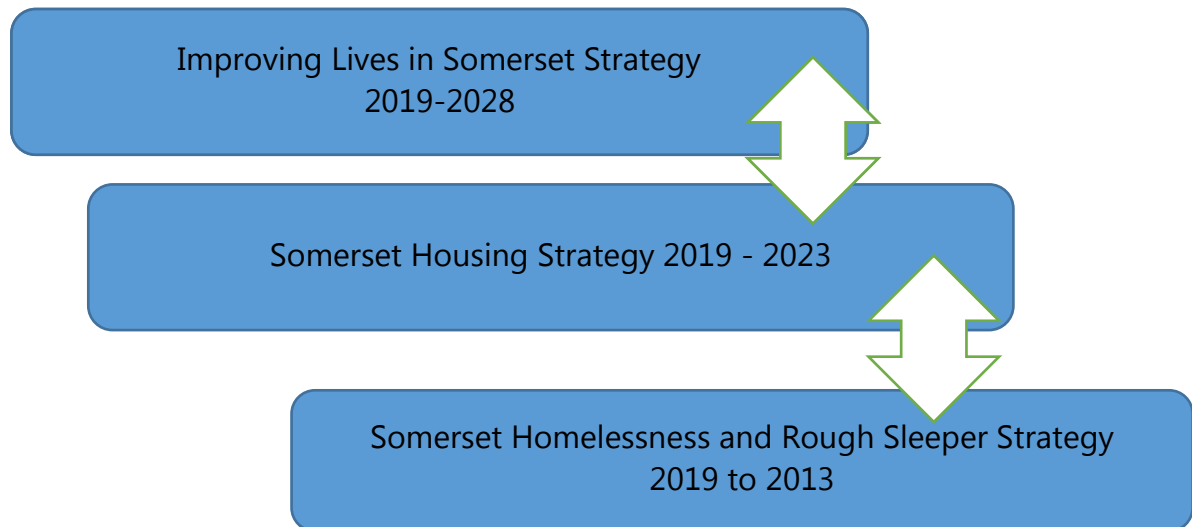 Improving Lives in Somerset Strategy
2019-2028
Somerset Housing Strategy 2019 - 2023
Somerset Homelessness and Rough Sleeper Strategy
2019 to 2013